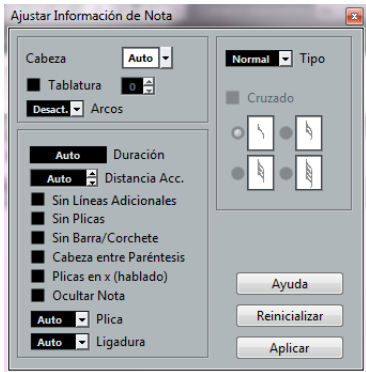 Ajustar Información de Nota
Cabeza Auto
Tablatura 0
Desact. Arcos
Auto Duración
Auto Distancia Acc.
Sin Líneas Adicionales
Sin Plicas
Sin Barra/Corchete
Cabeza entre Paréntesis
Plicas en x (hablado)
Ocultar Nota
Auto Plica
Auto Ligadura
Normal Tipo
Cruzado
Ayuda
Reinicializar
Aplicar